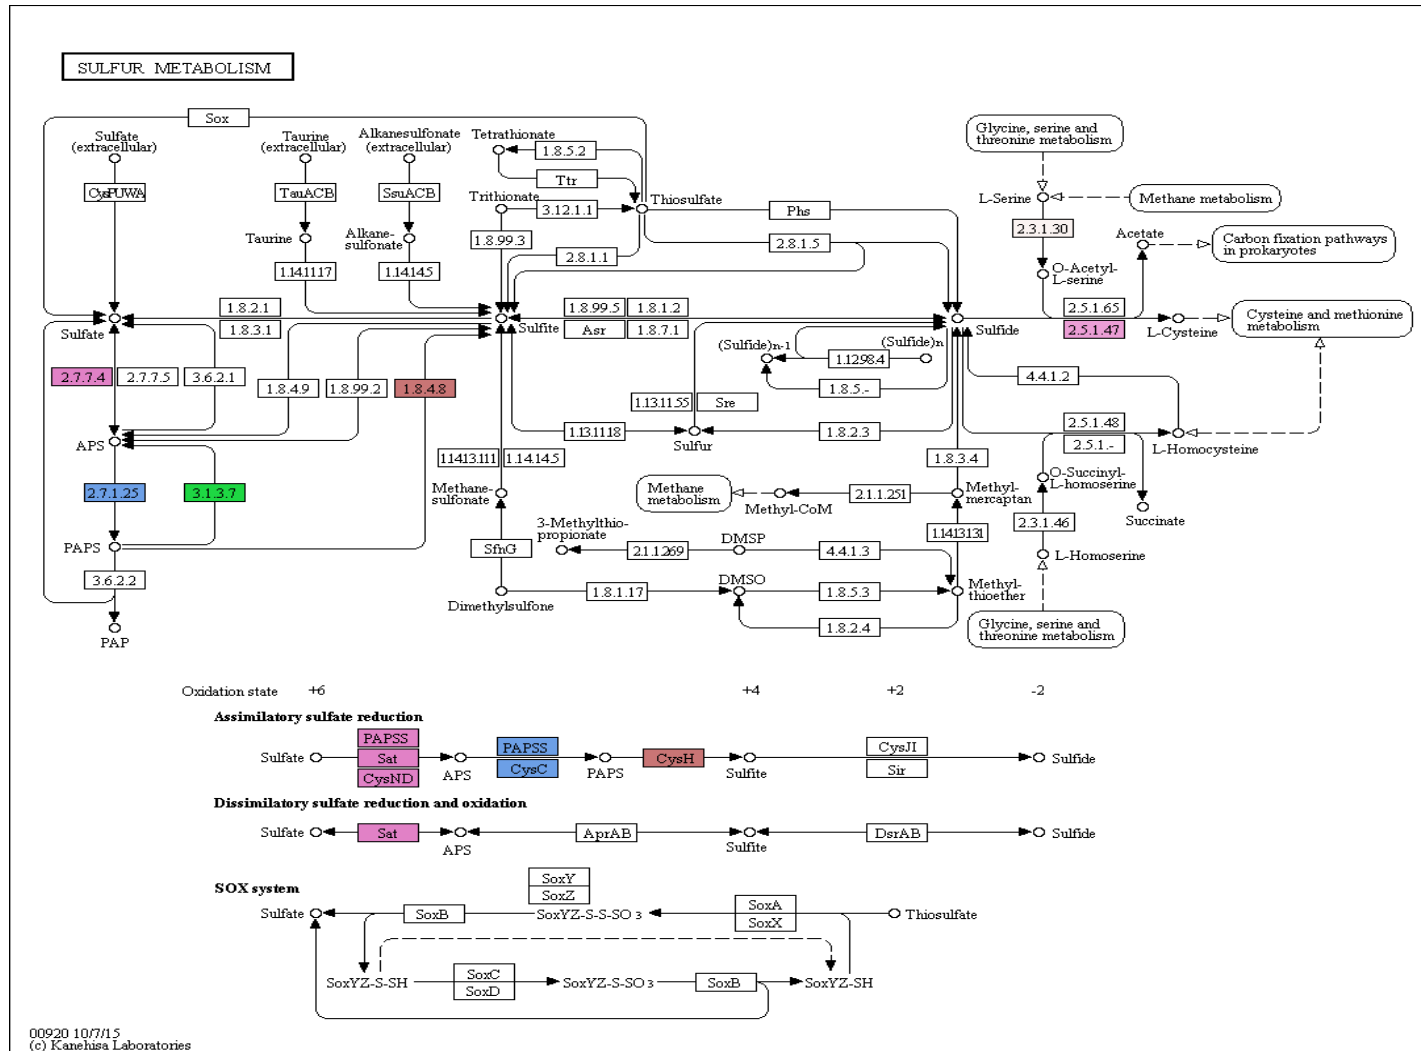 SULFUR METABOLISM
Sox
Sulfate
(extracellular)
Taurine
(extracellular)
Alkanesulfonate
(extracellular)
Tetrathionate
1.8.5.2
Ttr
Glycine, serine and
threonine metabolism
CysPUWA
TauACB
SsuACB
Trithionate
3.12.1.1
Thiosulfate
Phs
L-Serine
Methane metabolism
Taurine
Alkane-
sulfonate
1.8.99.3
2.8.1.1
2.8.1.5
2.3.1.30
Acetate
Carbon fixation pathways
in prokaryotes
1.14.11.17
1.14.14.5
O-Acetyl-
L-serine
Sulfate
1.8.2.1
1.8.3.1
Sulfite
1.8.99.5
1.8.1.2
Asr
1.8.7.1
Sulfide
2.5.1.65
2.5.1.47
L-Cysteine
Cysteine and methionine
metabolism
2.7.7.4
2.7.7.5
3.6.2.1
1.8.4.9
1.8.99.2
1.8.4.8
(Sulfide)n-1
(Sulfide)n
1.12.98.4
1.8.5.-
4.4.1.2
1.13.11.55
Sre
APS
1.13.11.18
Sulfur
1.8.2.3
2.5.1.48
2.5.1.-
L-Homocysteine
2.7.1.25
3.1.3.7
1.14.13.111
1.14.14.5
1.8.3.4
O-Succinyl-
L-homoserine
Methane-
sulfonate
Methane
metabolism
Methyl-CoM
2.1.1.251
Methyl-
mercaptan
Succinate
2.3.1.46
PAPS
3-Methylthio-
propionate
2.1.1.269
DMSP
4.4.1.3
1.14.13.131
L-Homoserine
SfnG
3.6.2.2
Dimethylsulfone
1.8.1.17
DMSO
1.8.5.3
Methyl-
thioether
1.8.2.4
Glycine, serine and
threonine metabolism
PAP
Oxidation state +6 +4 +2 -2
Assimilatory sulfate reduction
Sulfate
PAPSS
Sat
CysND
APS
PAPSS
CysC
PAPS
CysH
Sulfite
CysJI
Sir
Sulfide
Dissimilatory sulfate reduction and oxidation
Sulfate
Sat
APS
AprAB
Sulfite
DsrAB
Sulfide
SOX system
Sulfate
SoxB
SoxY
SoxZ
SoxYZ-S-S-SO 3
SoxA
SoxX
Thiosulfate
SoxYZ-S-SH
SoxC
SoxD
SoxYZ-S-SO 3
SoxB
SoxYZ-SH
00920 10/7/15
(c) Kanehisa Laboratories